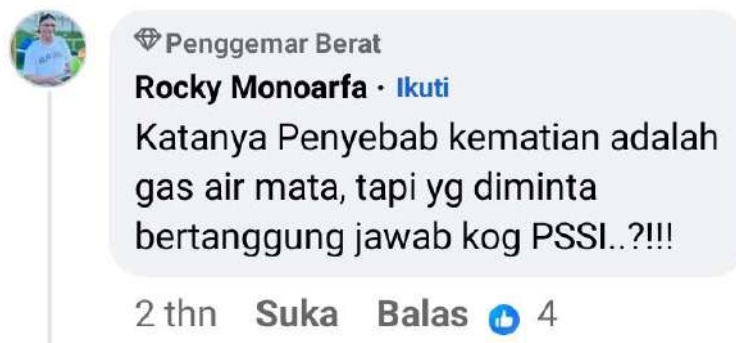 Penggemar Berat
Rocky Monoarfa · Ikuti
Katanya Penyebab kematian adalah
gas air mata, tapi yg diminta
bertanggung jawab kog PSSI..?!!!
2 thn Suka Balas 4